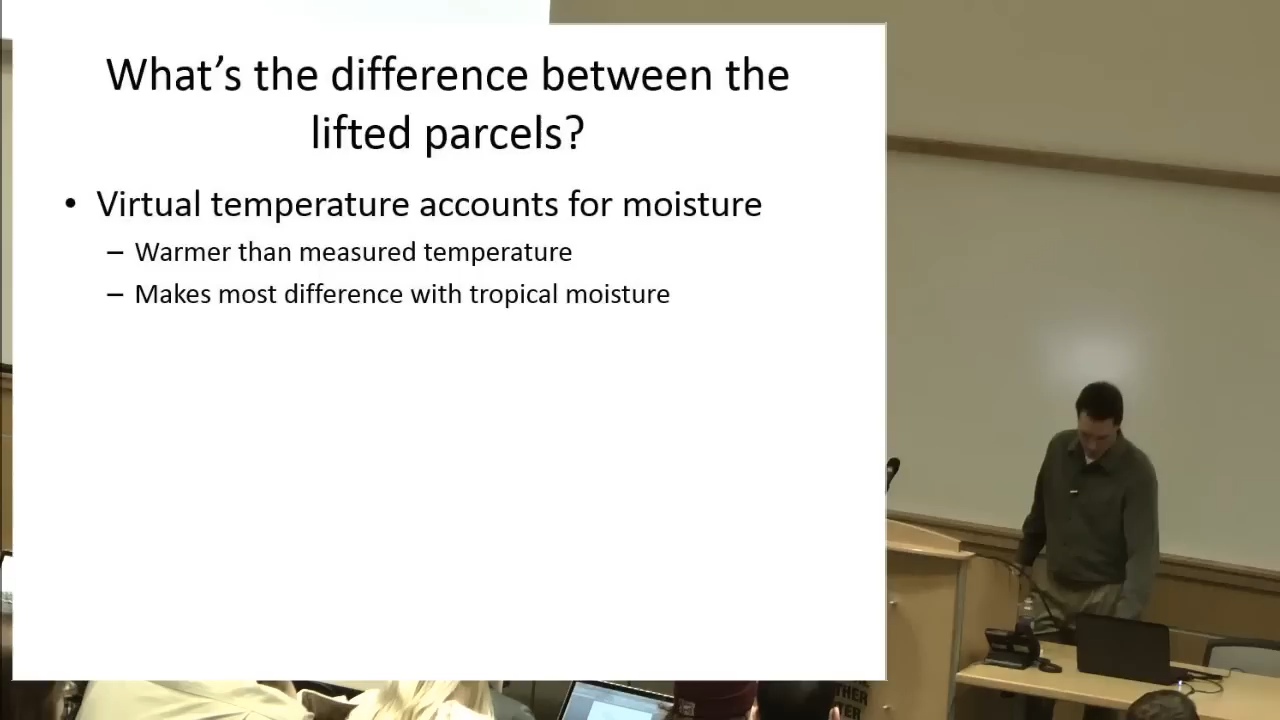 What's the difference between the
lifted parcels?
• Virtual temperature accounts for moisture
– Warmer than measured temperature
– Makes most difference with tropical moisture
THER